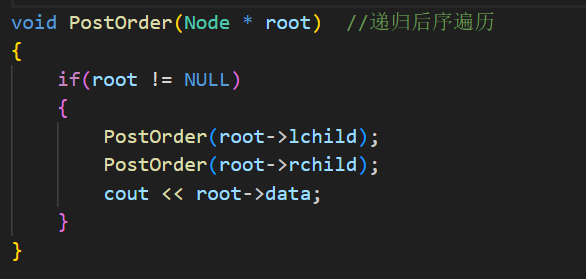 void PostOrder(Node * root)  //递归后序遍历
{
    if(root != NULL)
    {
        PostOrder(root->lchild);
        PostOrder(root->rchild);
        cout << root->data;
    }
}